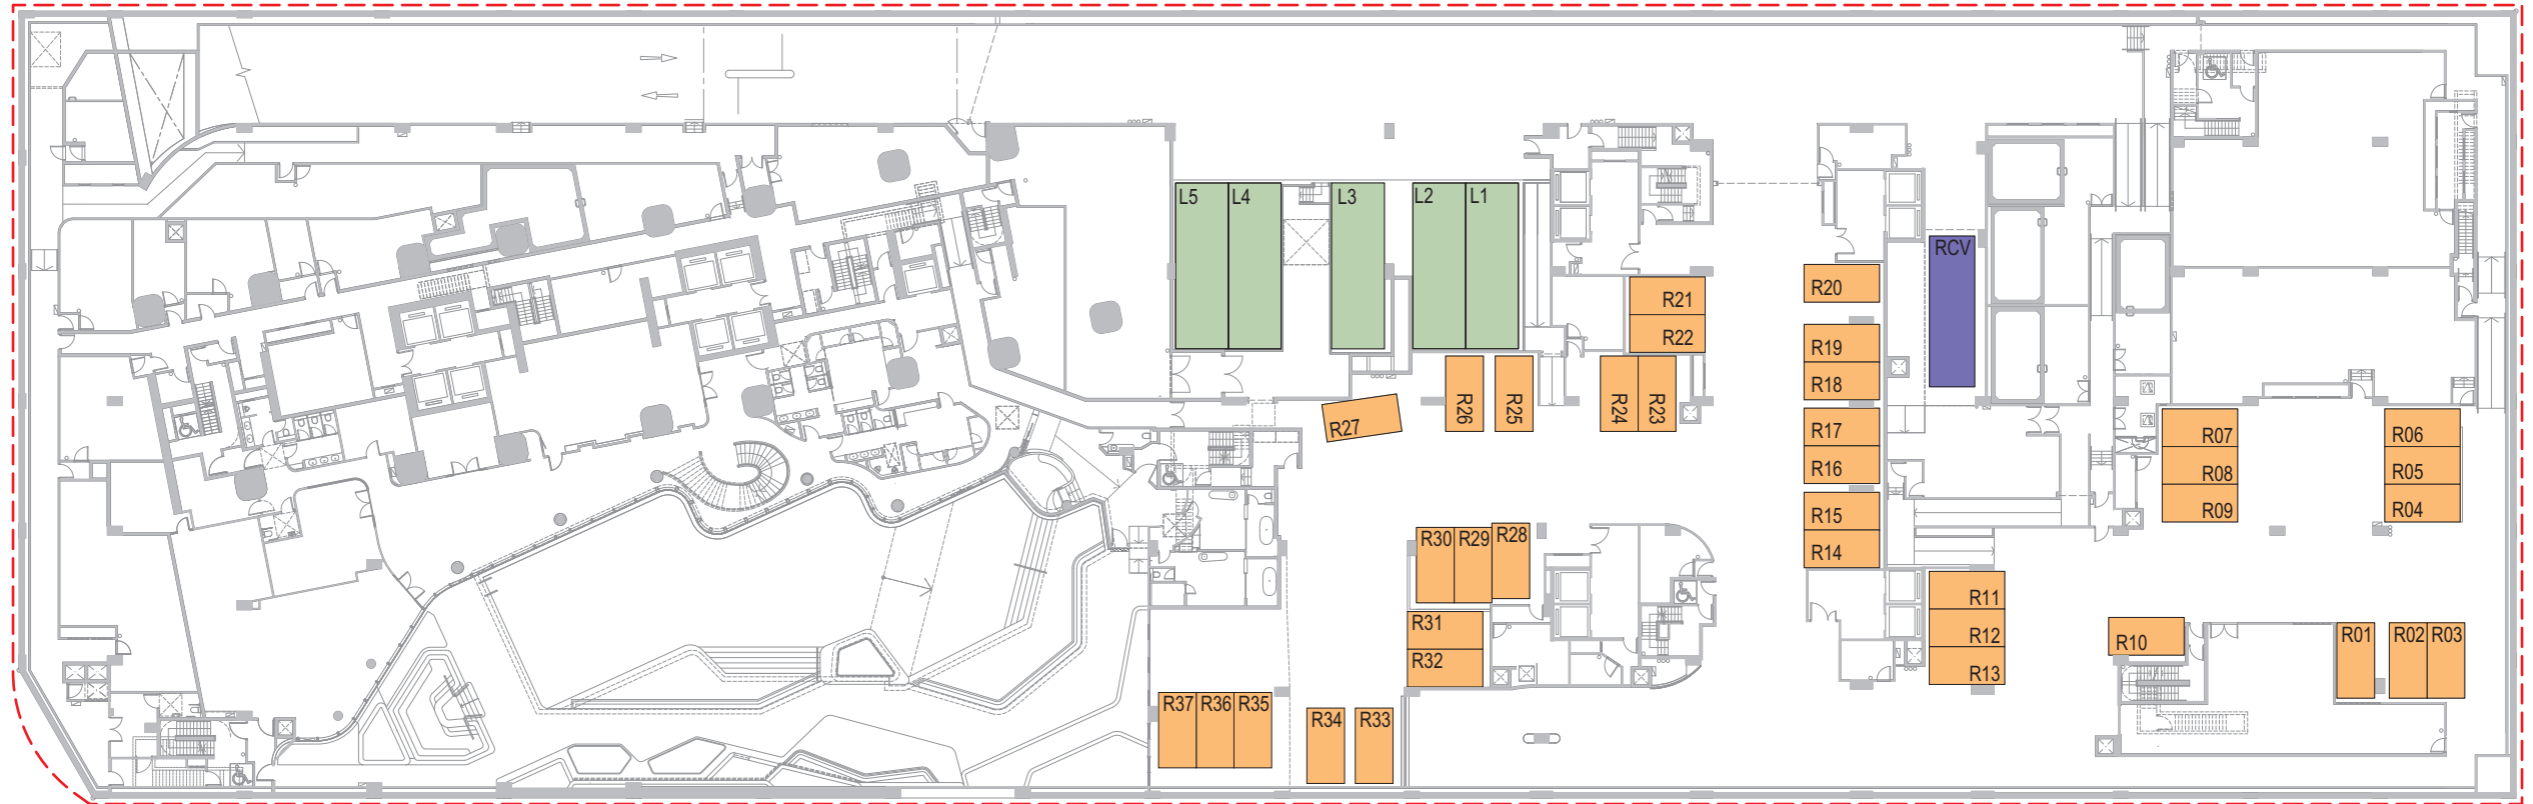 L5 L4 L3 L2 L1
RCV
R20
R21
R22
R19
R18
R26 R25 R24 R23
R27
R17
R16
R07
R08
R09
R06
R05
R04
R15
R14
R30 R29 R28
R31
R32
R11
R12
R13
R10
R01 R02 R03
R37 R36 R35
R34 R33